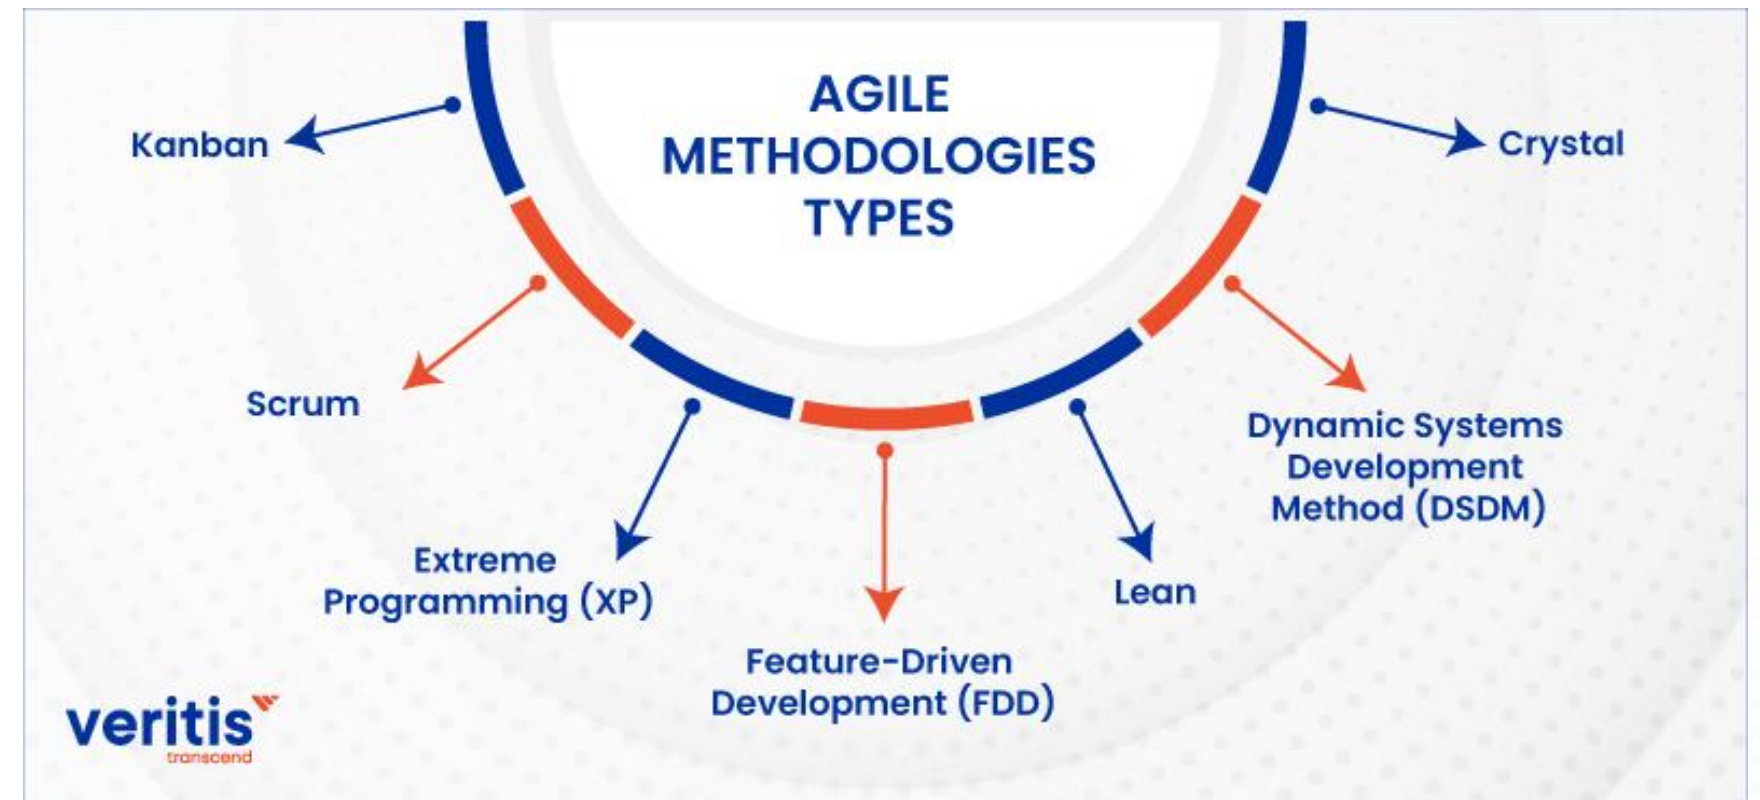 AGILE
METHODOLOGIES
TYPES
Kanban
Crystal
Scrum
Dynamic Systems
Development
Method (DSDM)
Extreme
Programming (XP)
Lean
Feature-Driven
Development (FDD)
veritis
transcend